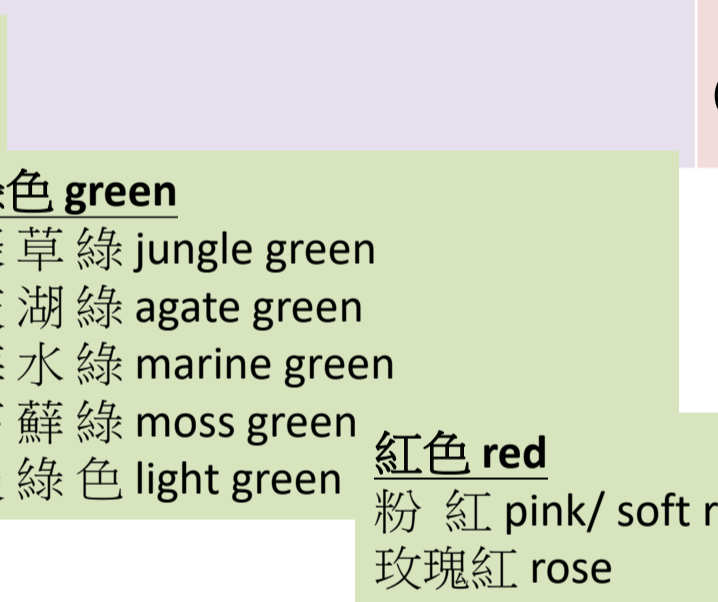 色 green
草 綠 jungle green
湖 綠 agate green
水 綠 marine green
蘚 綠 moss green
綠 色 light green
紅色 red
粉 紅 pink/ soft
玫瑰紅 rose